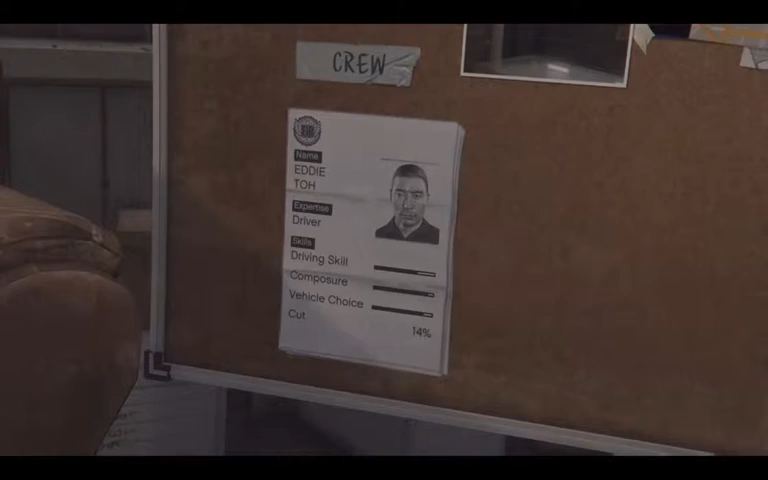 CREW
Name
EDDIE
TOH
Expertise
Driver
Skills
Driving Skill
Composure
Vehicle Choice
Cut
14%